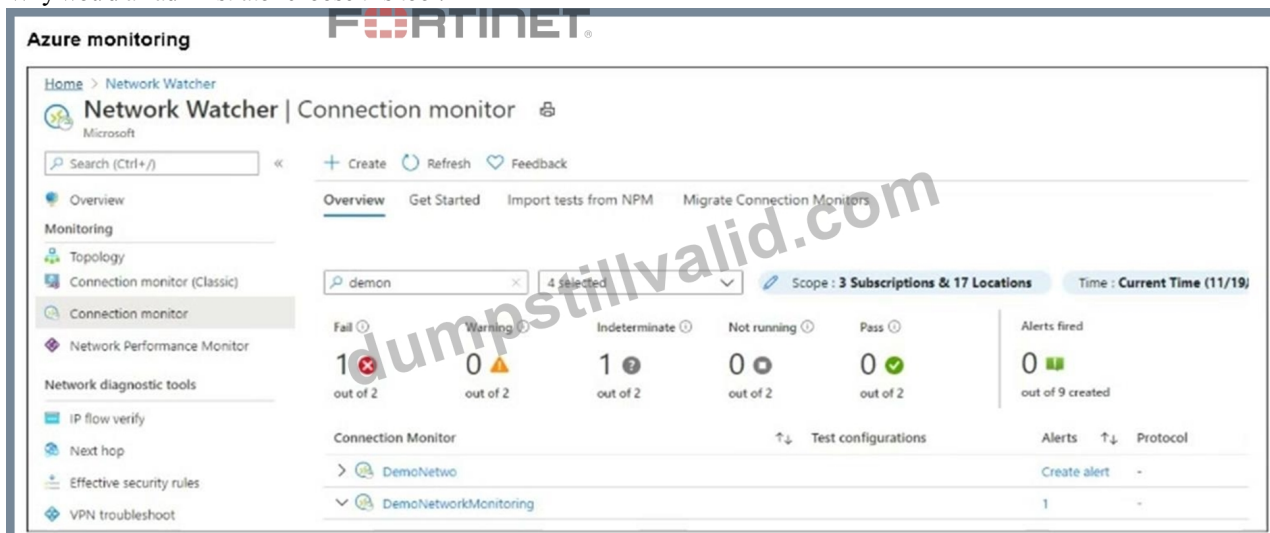 FORTINET®
Azure monitoring
Home > Network Watcher
Network Watcher | Connection monitor
Microsoft
Search (Ctrl+/) «
+ Create Refresh Feedback
Overview
Overview Get Started Import tests from NPM Migrate Connection Monitors
Monitoring
Topology
Connection monitor (Classic)
demon × 4 selected Scope : 3 Subscriptions & 17 Locations Time : Current Time (11/19/
Connection monitor
Fail Warning Indeterminate Not running Pass Alerts fired
Network Performance Monitor
1 0 1 0 0 0
Network diagnostic tools
out of 2 out of 2 out of 2 out of 2 out of 2 out of 9 created
IP flow verify
Connection Monitor ↑↓ Test configurations Alerts ↑↓ Protocol
Next hop
> DemoNetwo Create alert -
Effective security rules
DemoNetworkMonitoring 1 -
VPN troubleshoot
dumpstillvalid.com